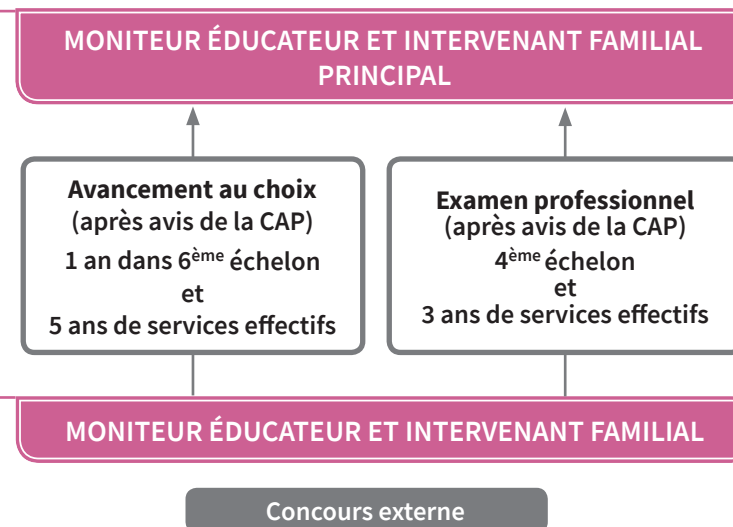 MONITEUR ÉDUCATEUR ET INTERVENANT FAMILIAL
PRINCIPAL
Avancement au choix
(après avis de la CAP)
1 an dans 6ème échelon
et
5 ans de services effectifs
Examen professionnel
(après avis de la CAP)
4ème échelon
et
3 ans de services effectifs
MONITEUR ÉDUCATEUR ET INTERVENANT FAMILIAL
Concours externe